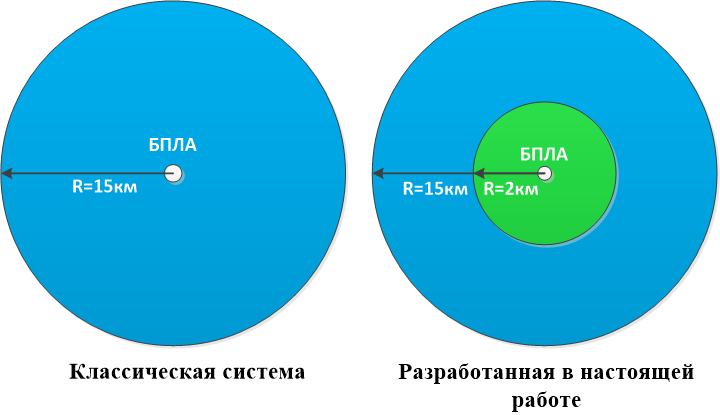 БПЛА
R=15км
БПЛА
R=15км R=2км
Классическая система
Разработанная в настоящей
работе